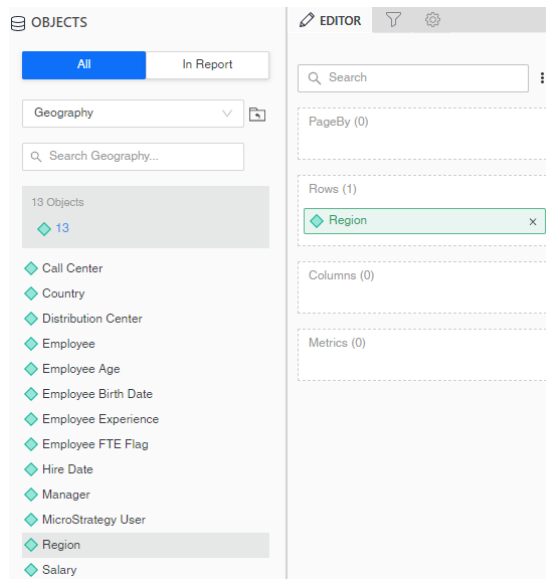 OBJECTS
All
In Report
Geography
Search Geography...
13 Objects
13
Call Center
Country
Distribution Center
Employee
Employee Age
Employee Birth Date
Employee Experience
Employee FTE Flag
Hire Date
Manager
MicroStrategy User
Region
Salary
EDITOR
Search
PageBy (0)
Rows (1)
Region
Columns (0)
Metrics (0)